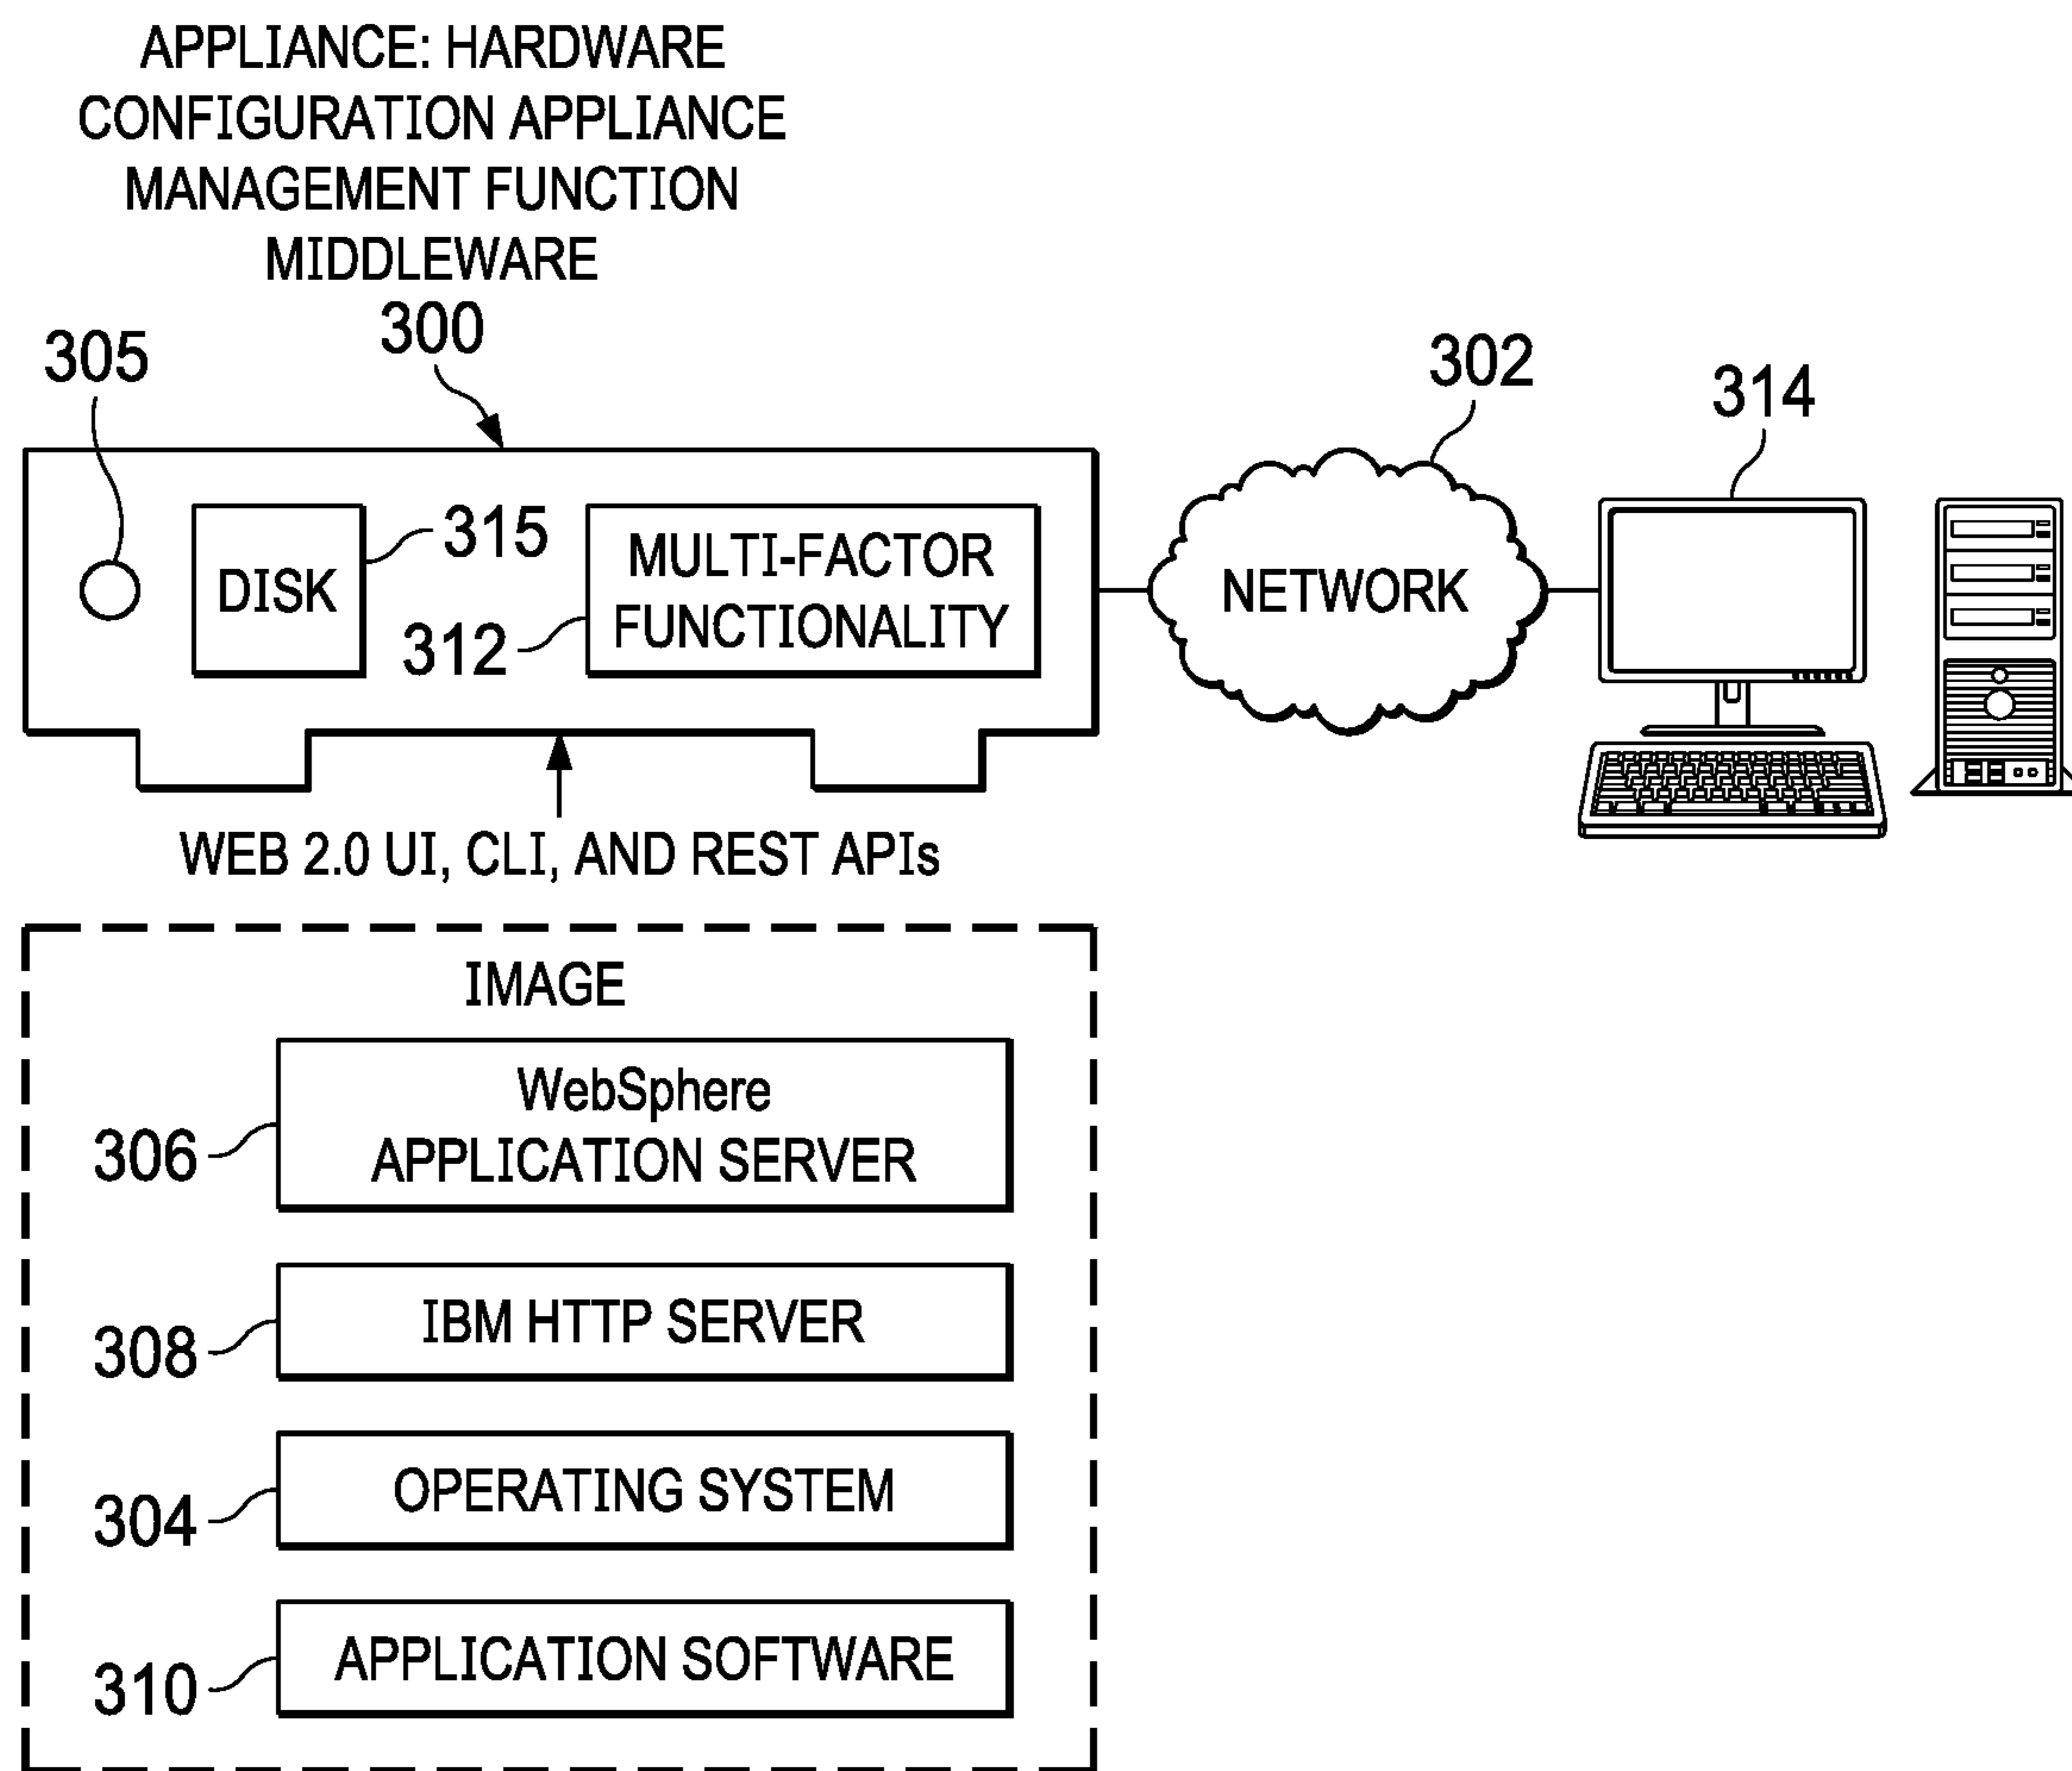 APPLIANCE: HARDWARE
CONFIGURATION APPLIANCE
MANAGEMENT FUNCTION
MIDDLEWARE
300
305
302
314
315
DISK
MULTI-FACTOR
FUNCTIONALITY
312
NETWORK
WEB 2.0 UI, CLI, AND REST APIs
IMAGE
WebSphere
APPLICATION SERVER
306
IBM HTTP SERVER
308
OPERATING SYSTEM
304
APPLICATION SOFTWARE
310